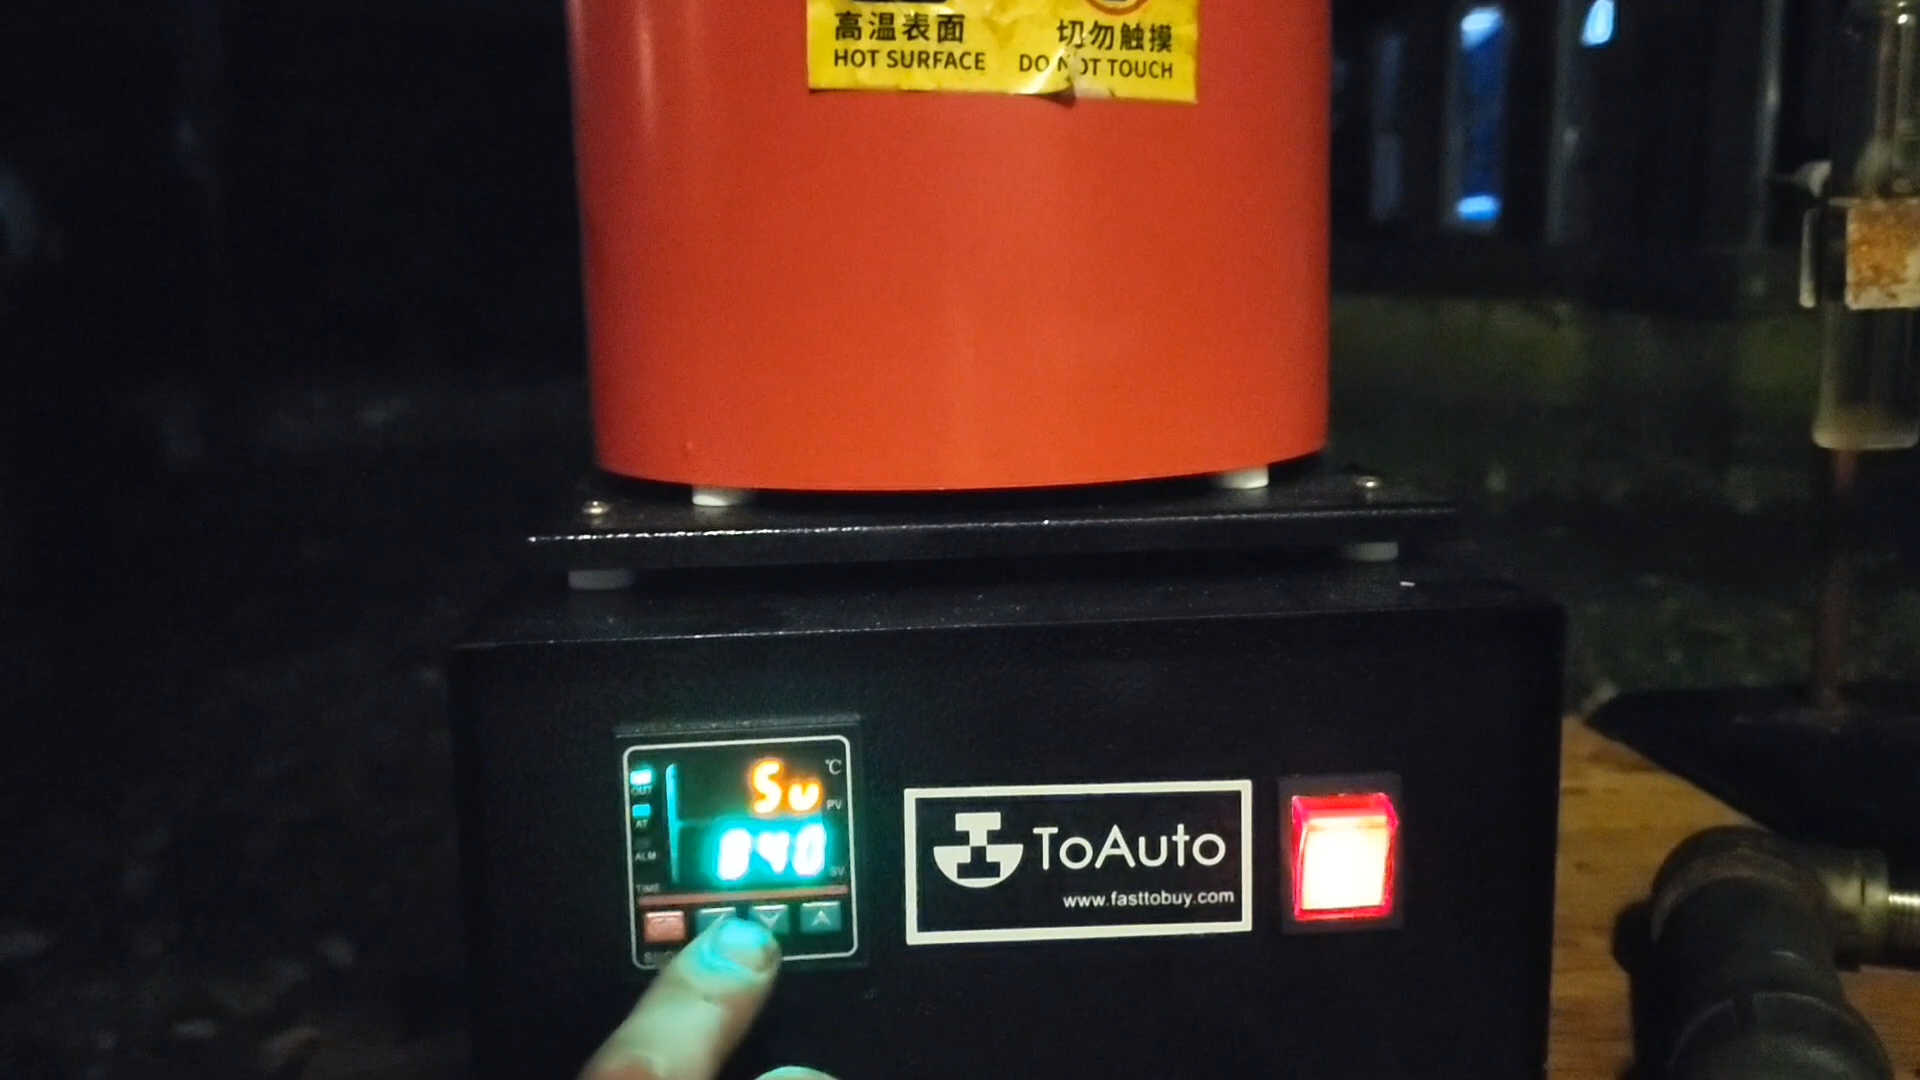 高温表面 切勿触摸
HOT SURFACE DO NOT TOUCH
Su
°C
PV
840
SV
OUT
AT
ALM
TIME
ToAuto
www.fasttobuy.com